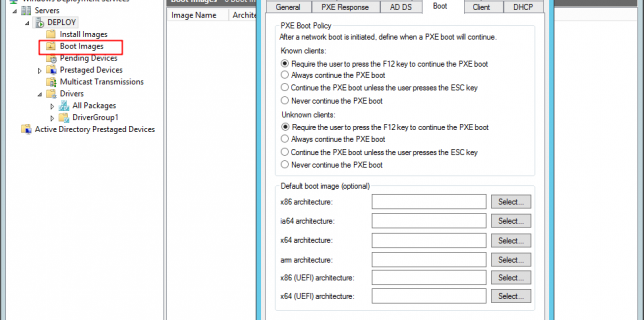 Windows Deployment Services
Servers
DEPLOY
Install Images
Boot Images
Pending Devices
Prestaged Devices
Multicast Transmissions
Drivers
All Packages
DriverGroup1
Active Directory Prestaged Devices
Boot Images
Image Name Archite
General PXE Response AD DS Boot Client DHCP
PXE Boot Policy
After a network boot is initiated, define when a PXE boot will continue.
Known clients:
Require the user to press the F12 key to continue the PXE boot
Always continue the PXE boot
Continue the PXE boot unless the user presses the ESC key
Never continue the PXE boot
Unknown clients:
Require the user to press the F12 key to continue the PXE boot
Always continue the PXE boot
Continue the PXE boot unless the user presses the ESC key
Never continue the PXE boot
Default boot image (optional)
x86 architecture: Select...
ia64 architecture: Select...
x64 architecture: Select...
arm architecture: Select...
x86 (UEFI) architecture: Select...
x64 (UEFI) architecture: Select...